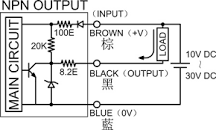 NPN OUTPUT
(INPUT)
100E
BROWN (+V)
棕
MAIN CIRCUIT
20K
LOAD
10V DC
~
30V DC
8.2E
BLACK (OUTPUT)
黑
BLUE (0V)
藍